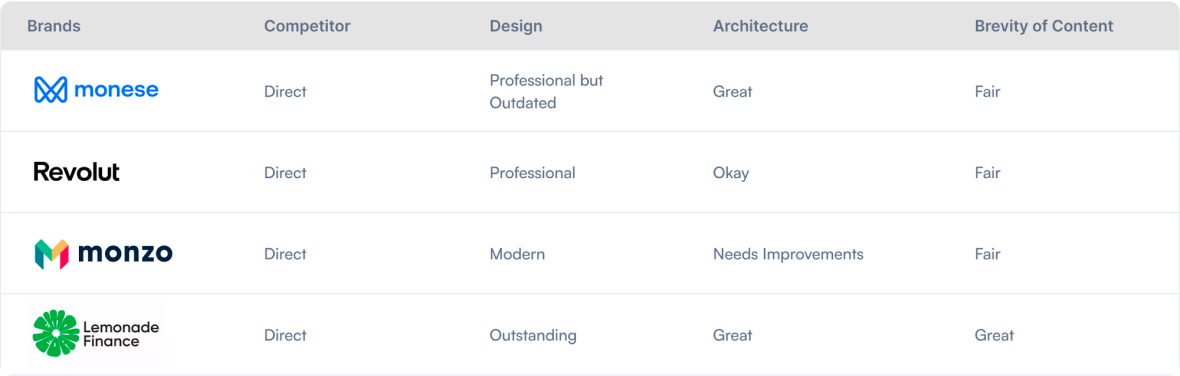 Brands Competitor Design Architecture Brevity of Content
monese Direct Professional but Outdated Great Fair
Revolut Direct Professional Okay Fair
monzo Direct Modern Needs Improvements Fair
Lemonade Finance Direct Outstanding Great Great